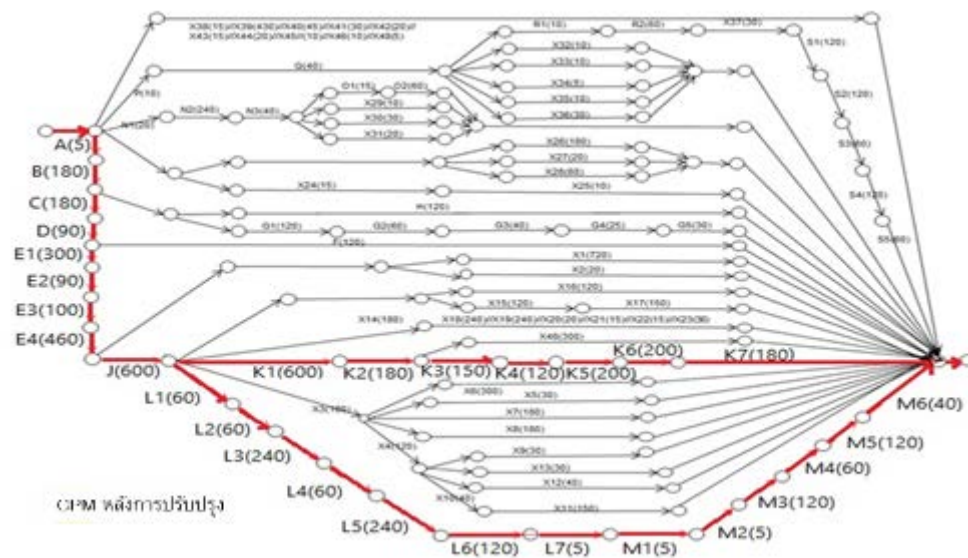 X37(30)
R1(10)
R2(60)
S1(120)
Q(40)
X32(10)
X33(10)
X34(5)
X35(10)
X36(30)
S2(120)
P(10)
N2(240)
N3(40)
O1(15)
O2(60)
X29(10)
X30(30)
X31(20)
A(5)
X26(180)
X27(20)
B(180)
X24(15)
X25(10)
S4(120)
C(180)
H(120)
D(90)
G1(120)
G2(60)
G3(40)
G4(25)
G5(30)
F(120)
E1(300)
X1(720)
X2(20)
E2(90)
X16(120)
X15(120)
X17(150)
E3(100)
X14(180)
E4(460)
J(600)
K1(600)
K2(180)
K3(150)
K4(120)
K5(200)
K6(200)
K7(180)
L1(60)
X5(30)
X7(180)
X8(180)
M6(40)
L2(60)
X4(120)
M5(120)
L3(240)
X9(30)
X13(30)
X12(40)
M4(60)
L4(60)
X10(40)
X11(150)
M3(120)
CPM หลังการปรับปรุง
L5(240)
L6(120)
L7(5)
M1(5)
M2(5)